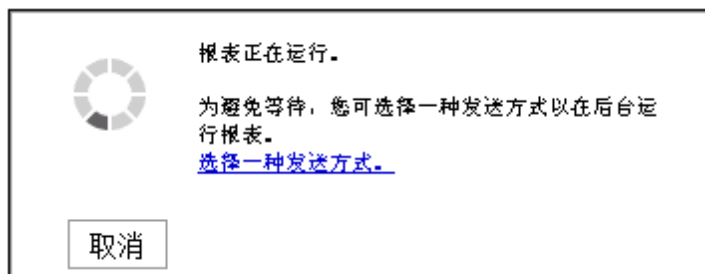 报表正在运行。
为避免等待，您可选择一种发送方式以在后台运
行报表。
选择一种发送方式。
取消